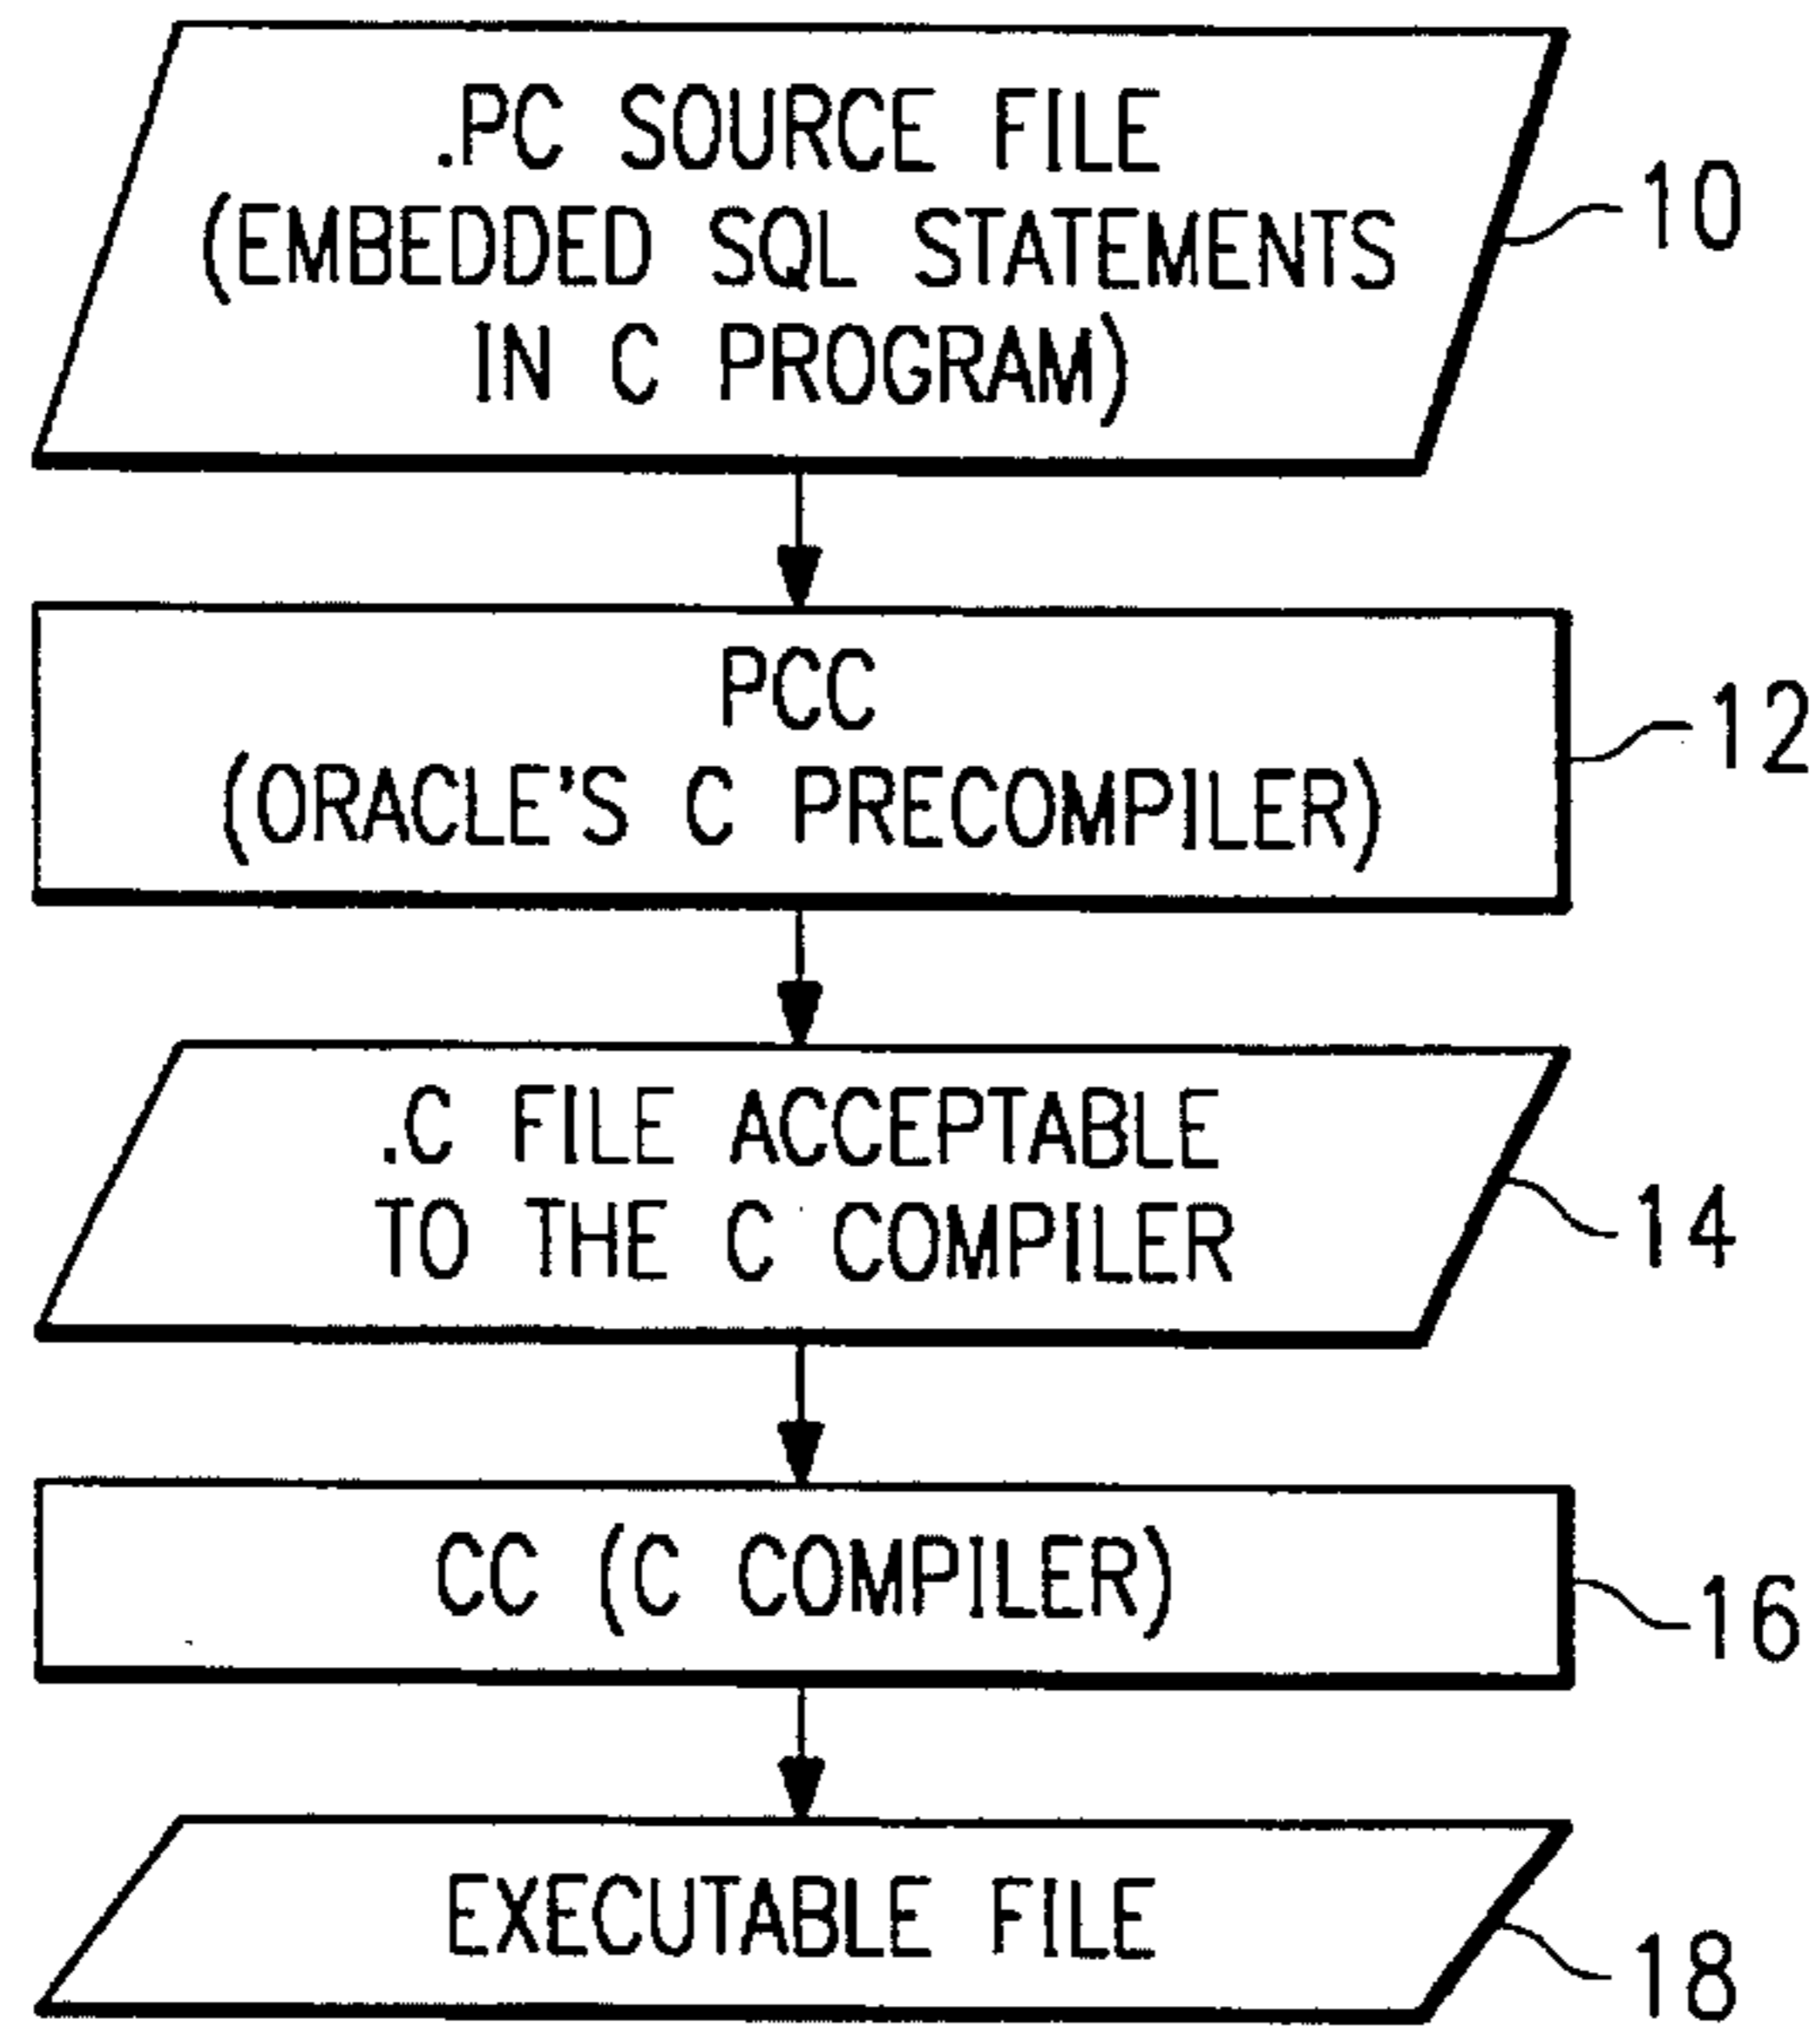 .PC SOURCE FILE
(EMBEDDED SQL STATEMENTS
IN C PROGRAM)
10
PCC
(ORACLE'S C PRECOMPILER)
12
.C FILE ACCEPTABLE
TO THE C COMPILER
14
CC (C COMPILER)
16
EXECUTABLE FILE
18